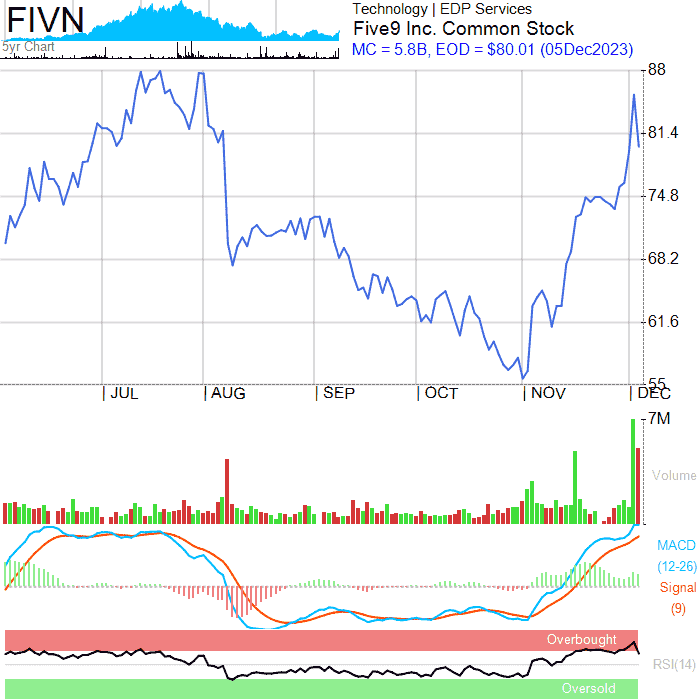 FIVN
5yr Chart
Technology | EDP Services
Five9 Inc. Common Stock
MC = 5.8B, EOD = $80.01 (05Dec2023)
88
81.4
74.8
68.2
61.6
55
| JUL | AUG | SEP | OCT | NOV | DEC
7M
Volume
MACD
(12-26)
Signal
(9)
Overbought
RSI(14)
Oversold